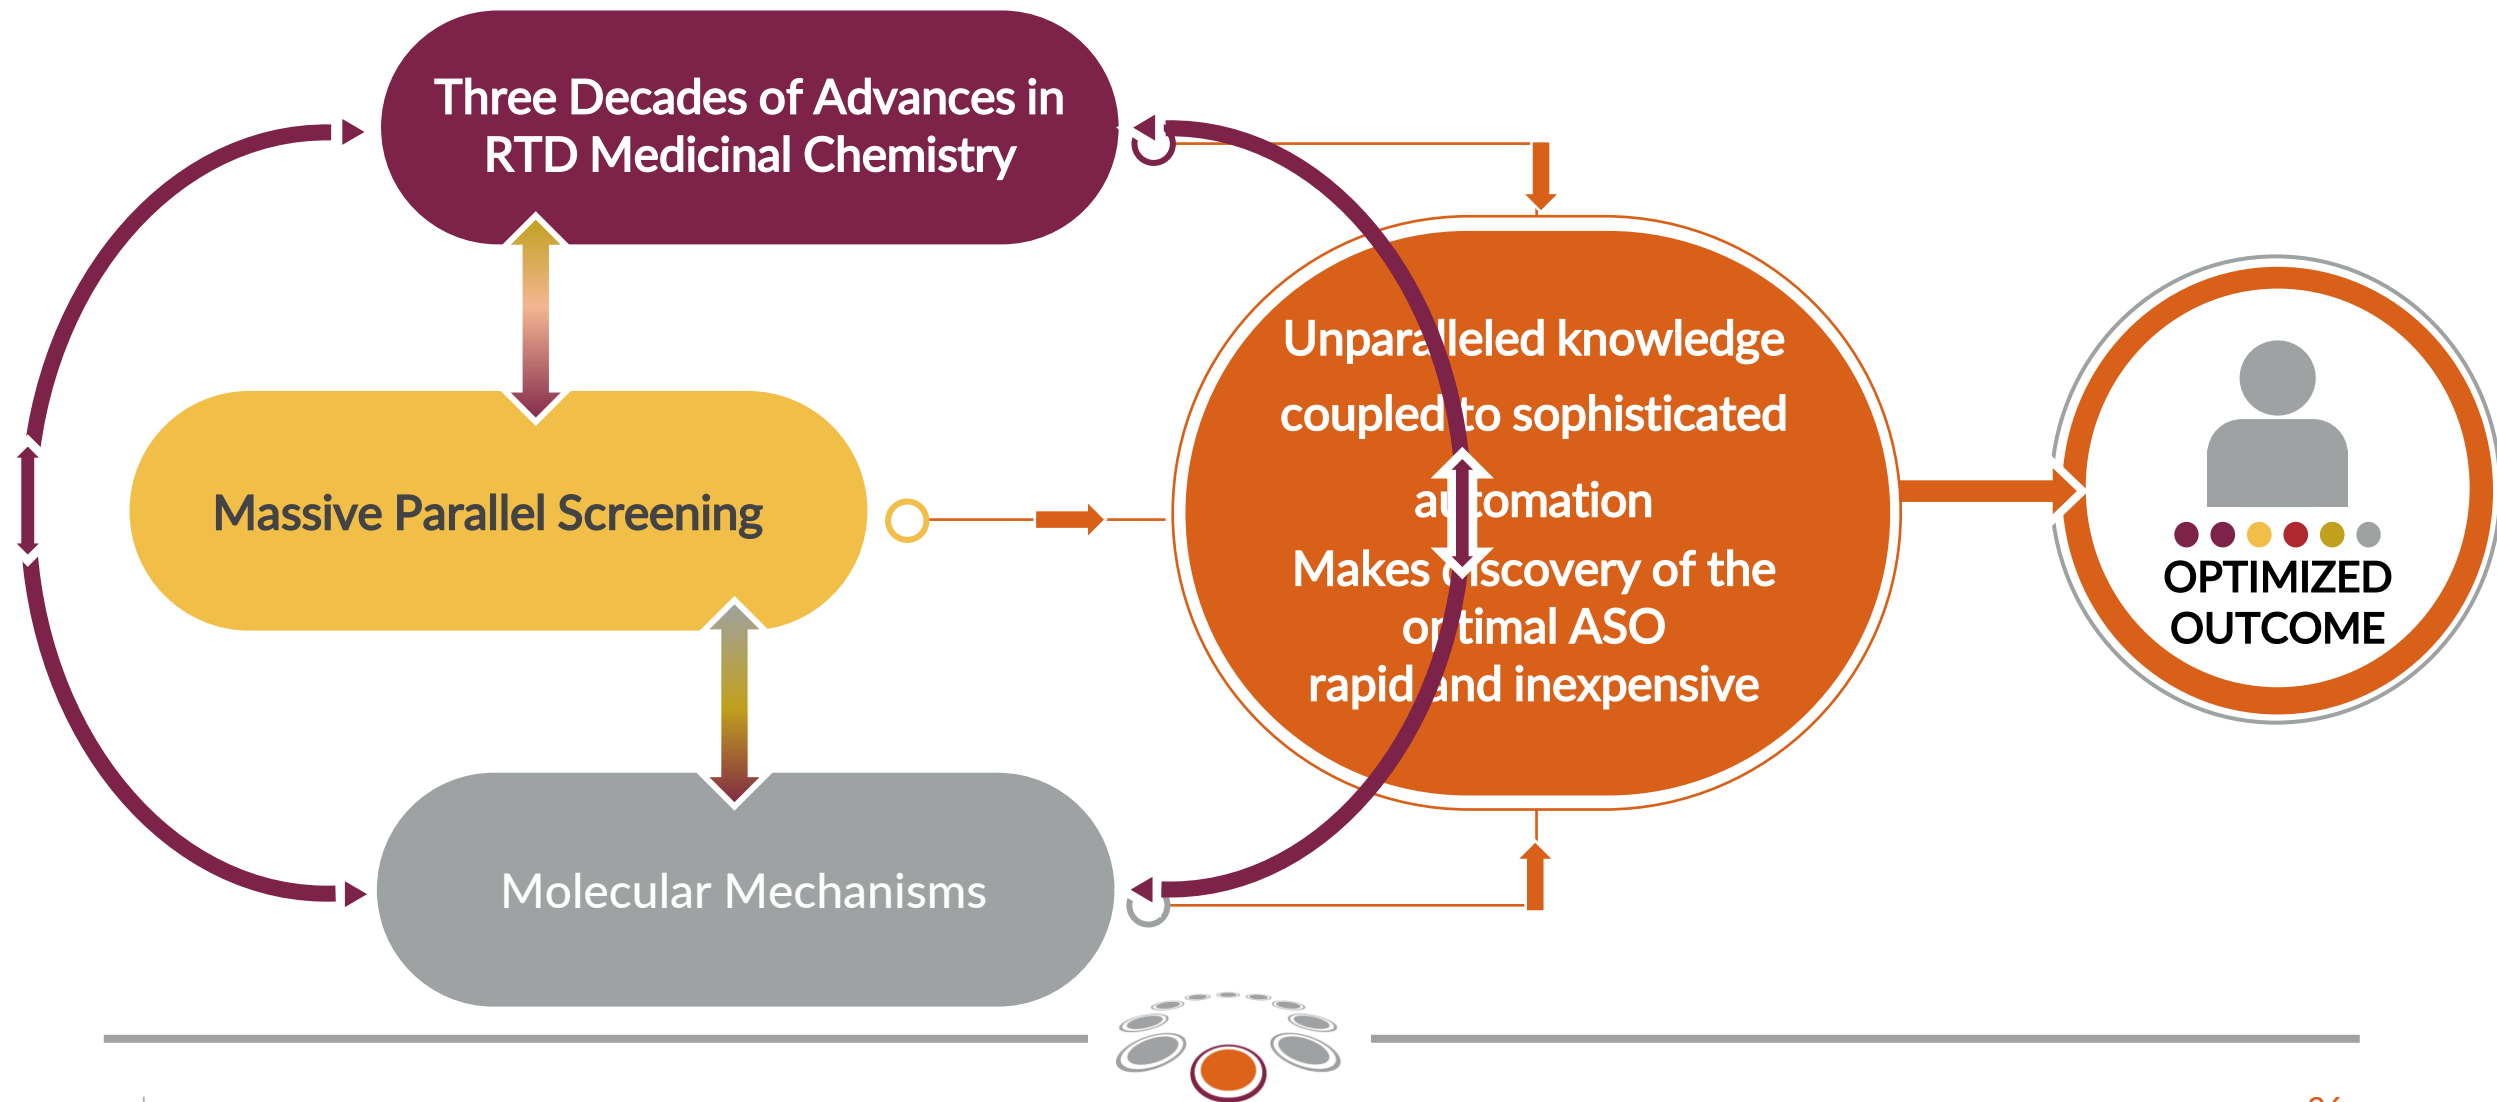 Three Decades of Advances in
RTD Medicinal Chemistry
Massive Parallel Screening
Molecular Mechanisms
Unparralleled knowledge
coupled to sophisticated
automation
Makes discovery of the
optimal ASO
rapid and inexpensive
OPTIMIZED
OUTCOME